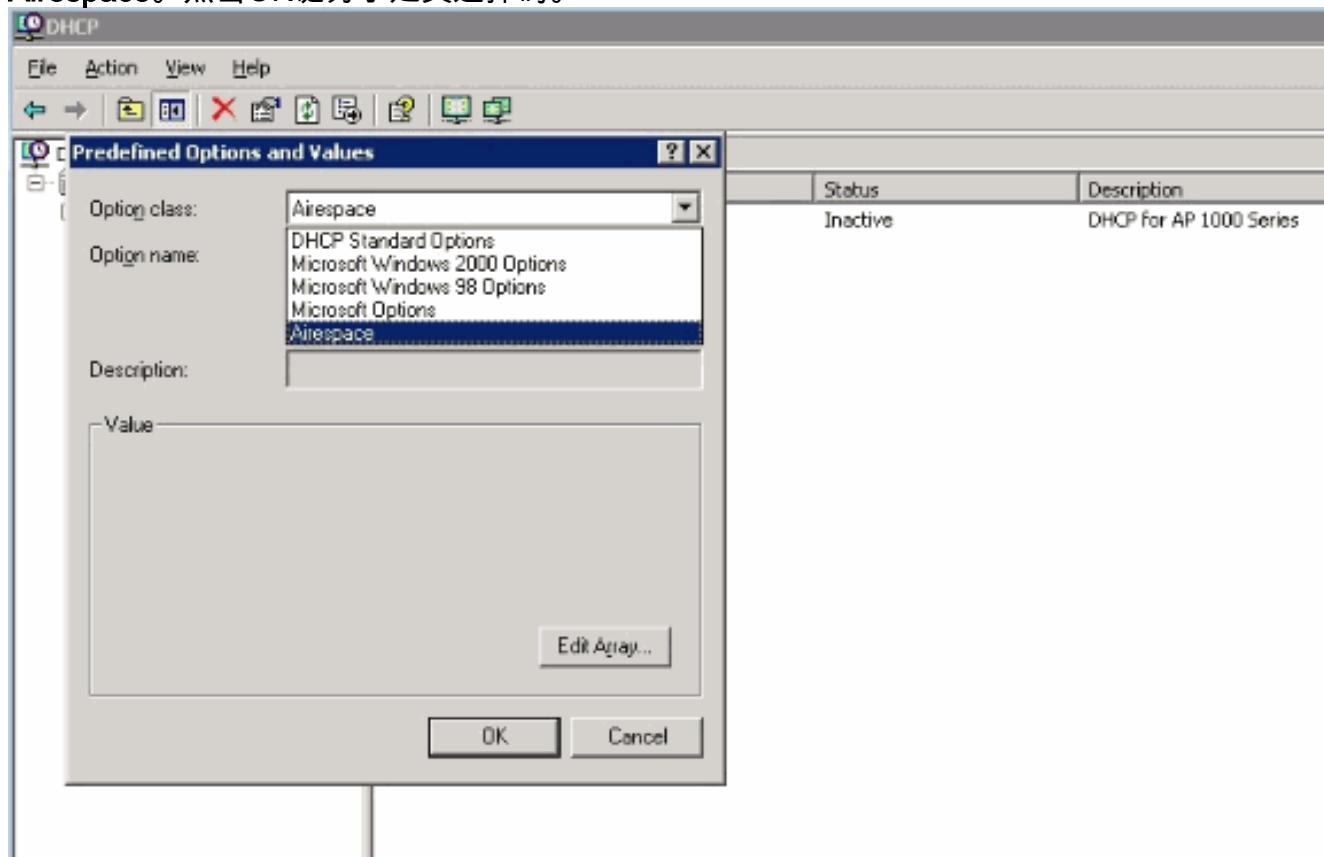 DHCP
File Action View Help
Predefined Options and Values
Status Description
Option class: Airespace
Inactive DHCP for AP 1000 Series
DHCP Standard Options
Option name:
Microsoft Windows 2000 Options
Microsoft Windows 98 Options
Microsoft Options
Airespace
Description:
Value
Edit Array...
OK Cancel